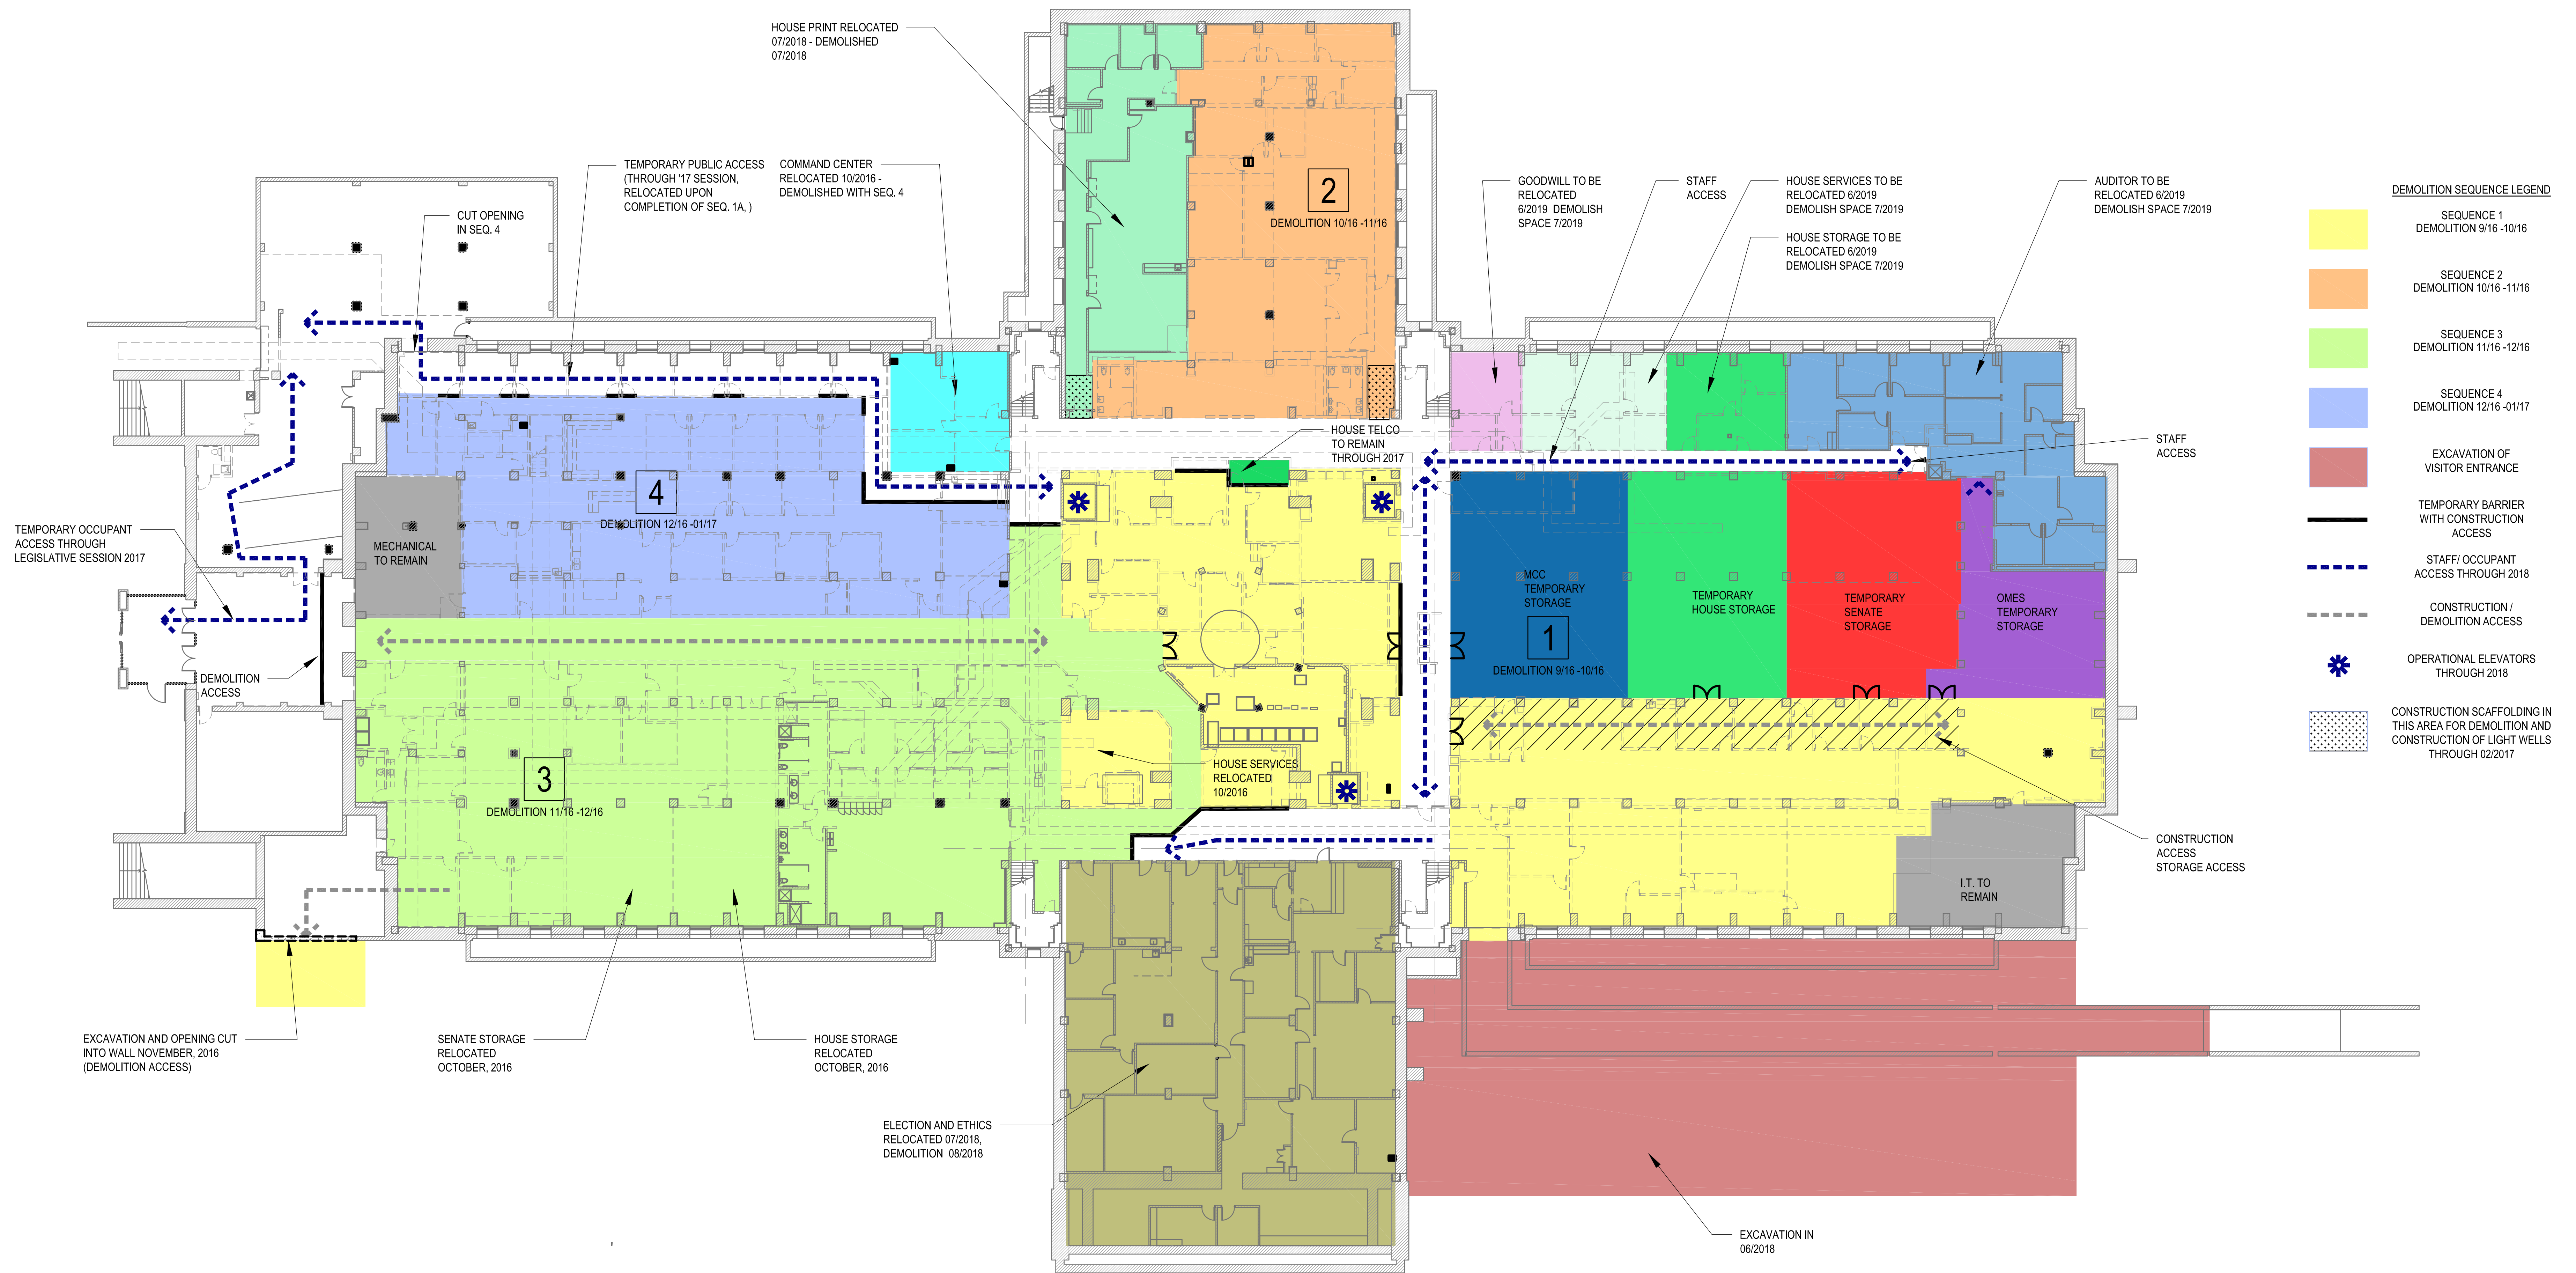 HOUSE PRINT RELOCATED
07/2018 - DEMOLISHED
07/2018
TEMPORARY PUBLIC ACCESS
(THROUGH '17 SESSION,
RELOCATED UPON
COMPLETION OF SEQ. 1A, )
COMMAND CENTER
RELOCATED 10/2016 -
DEMOLISHED WITH SEQ. 4
CUT OPENING
IN SEQ. 4
2
DEMOLITION 10/16 -11/16
GOODWILL TO BE
RELOCATED
6/2019 DEMOLISH
SPACE 7/2019
STAFF
ACCESS
HOUSE SERVICES TO BE
RELOCATED 6/2019
DEMOLISH SPACE 7/2019
HOUSE STORAGE TO BE
RELOCATED 6/2019
DEMOLISH SPACE 7/2019
AUDITOR TO BE
RELOCATED 6/2019
DEMOLISH SPACE 7/2019
DEMOLITION SEQUENCE LEGEND
SEQUENCE 1
DEMOLITION 9/16 -10/16
SEQUENCE 2
DEMOLITION 10/16 -11/16
SEQUENCE 3
DEMOLITION 11/16 -12/16
SEQUENCE 4
DEMOLITION 12/16 -01/17
EXCAVATION OF
VISITOR ENTRANCE
TEMPORARY BARRIER
WITH CONSTRUCTION
ACCESS
STAFF/ OCCUPANT
ACCESS THROUGH 2018
CONSTRUCTION /
DEMOLITION ACCESS
OPERATIONAL ELEVATORS
THROUGH 2018
CONSTRUCTION SCAFFOLDING IN
THIS AREA FOR DEMOLITION AND
CONSTRUCTION OF LIGHT WELLS
THROUGH 02/2017
HOUSE TELCO
TO REMAIN
THROUGH 2017
STAFF
ACCESS
4
DEMOLITION 12/16 -01/17
MECHANICAL
TO REMAIN
TEMPORARY OCCUPANT
ACCESS THROUGH
LEGISLATIVE SESSION 2017
MCC
TEMPORARY
STORAGE
1
DEMOLITION 9/16 -10/16
TEMPORARY
HOUSE STORAGE
TEMPORARY
SENATE
STORAGE
OMES
TEMPORARY
STORAGE
DEMOLITION
ACCESS
3
DEMOLITION 11/16 -12/16
HOUSE SERVICES
RELOCATED
10/2016
CONSTRUCTION
ACCESS
STORAGE ACCESS
I.T. TO
REMAIN
EXCAVATION AND OPENING CUT
INTO WALL NOVEMBER, 2016
(DEMOLITION ACCESS)
SENATE STORAGE
RELOCATED
OCTOBER, 2016
HOUSE STORAGE
RELOCATED
OCTOBER, 2016
ELECTION AND ETHICS
RELOCATED 07/2018,
DEMOLITION 08/2018
EXCAVATION IN
06/2018